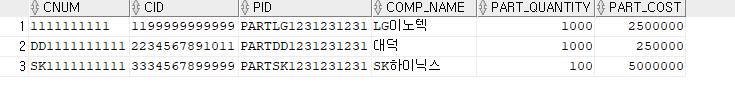 CNUM CID PID COMP_NAME PART_QUANTITY PART_COST
1 1111111111 1199999999999 PARTLG1231231231 LG이노텍 1000 2500000
2 DD1111111111 2234567891011 PARTDD1231231231 대덕 1000 250000
3 SK1111111111 3334567899999 PARTSK1231231231 SK하이닉스 100 5000000